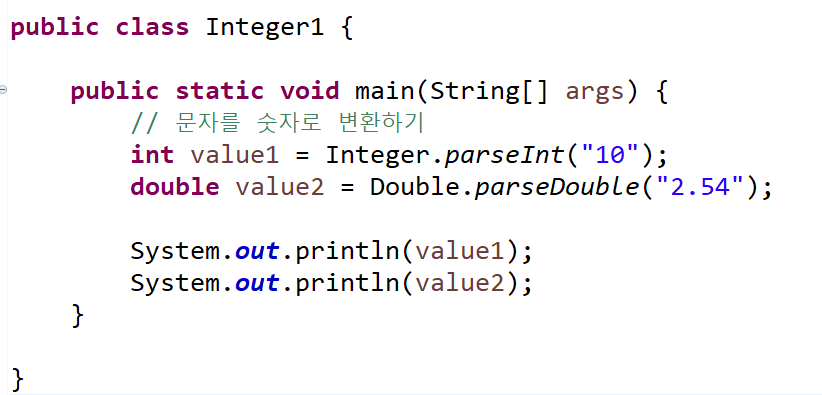 public class Integer1 {
public static void main(String[] args) {
// 문자를 숫자로 변환하기
int value1 = Integer.parseInt("10");
double value2 = Double.parseDouble("2.54");
System.out.println(value1);
System.out.println(value2);
}
}